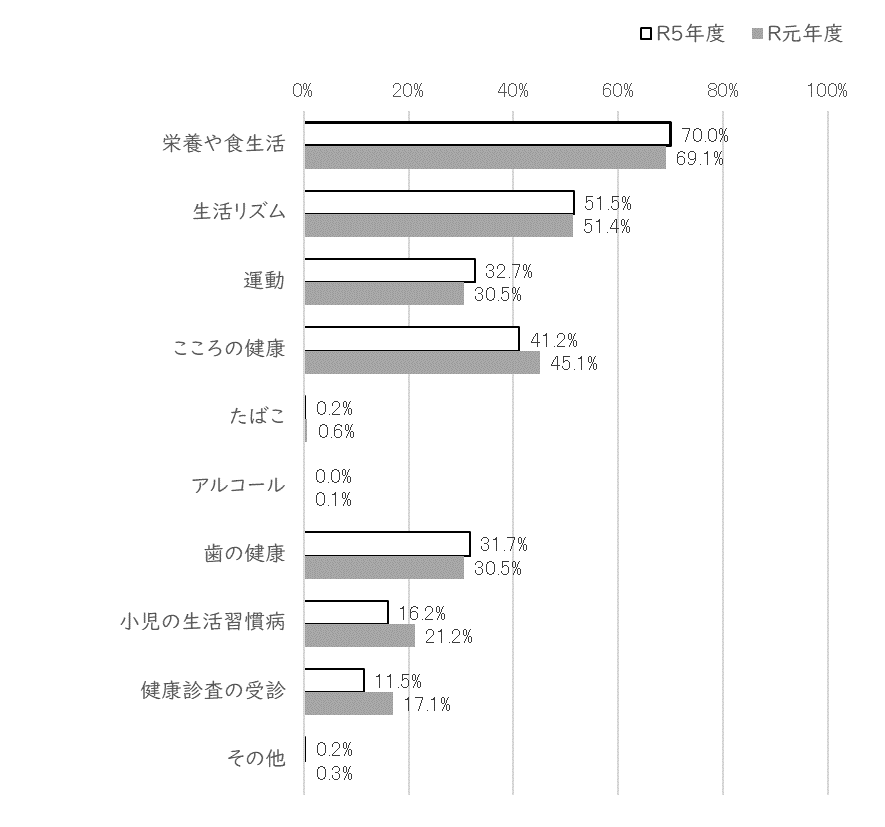 R5年度 R元年度
0% 20% 40% 60% 80% 100%
栄養や食生活 70.0%
69.1%
生活リズム 51.5%
51.4%
運動 32.7%
30.5%
こころの健康 41.2%
45.1%
たばこ 0.2%
0.6%
アルコール 0.0%
0.1%
歯の健康 31.7%
30.5%
小児の生活習慣病 16.2%
21.2%
健康診査の受診 11.5%
17.1%
その他 0.2%
0.3%